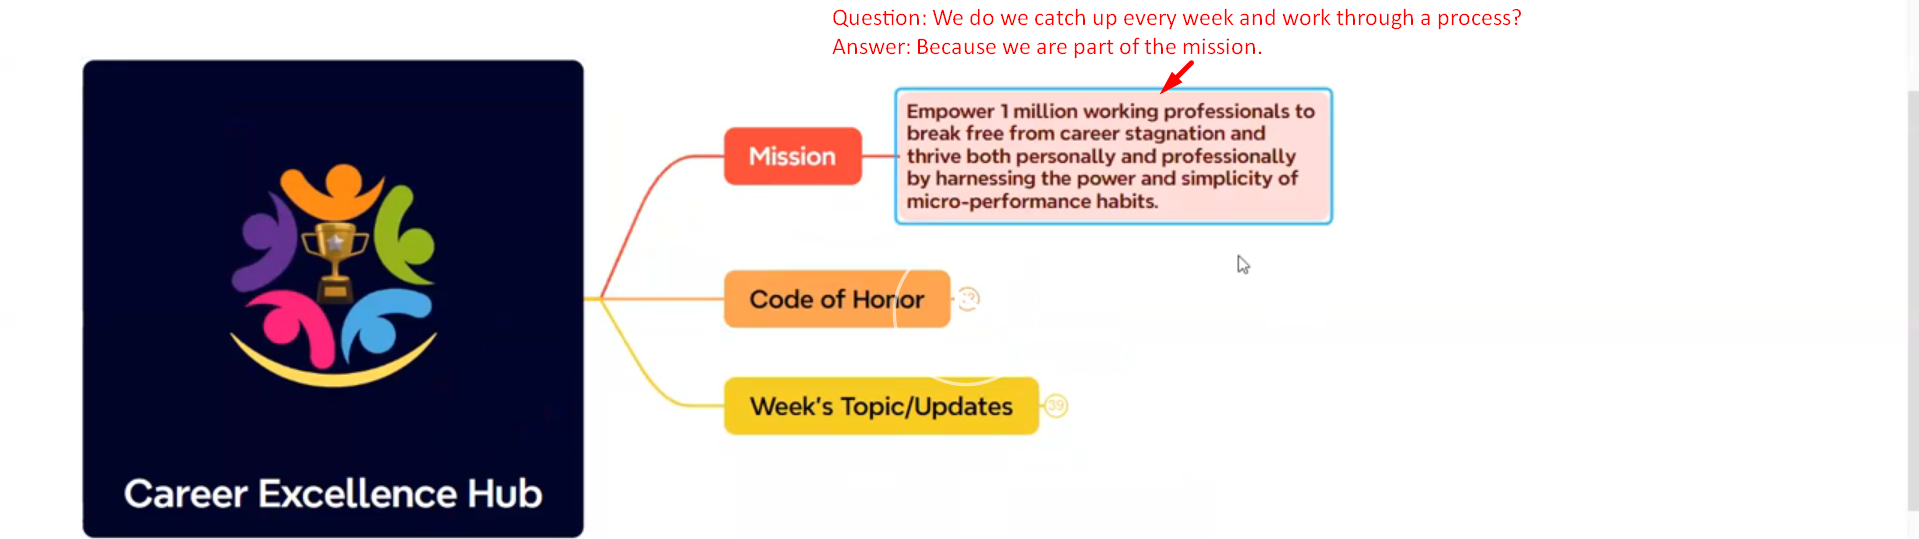 Question: We do we catch up every week and work through a process?
Answer: Because we are part of the mission.
Empower 1 million working professionals to
break free from career stagnation and
thrive both personally and professionally
by harnessing the power and simplicity of
micro-performance habits.
Mission
Code of Honor
Week's Topic/Updates
39
Career Excellence Hub